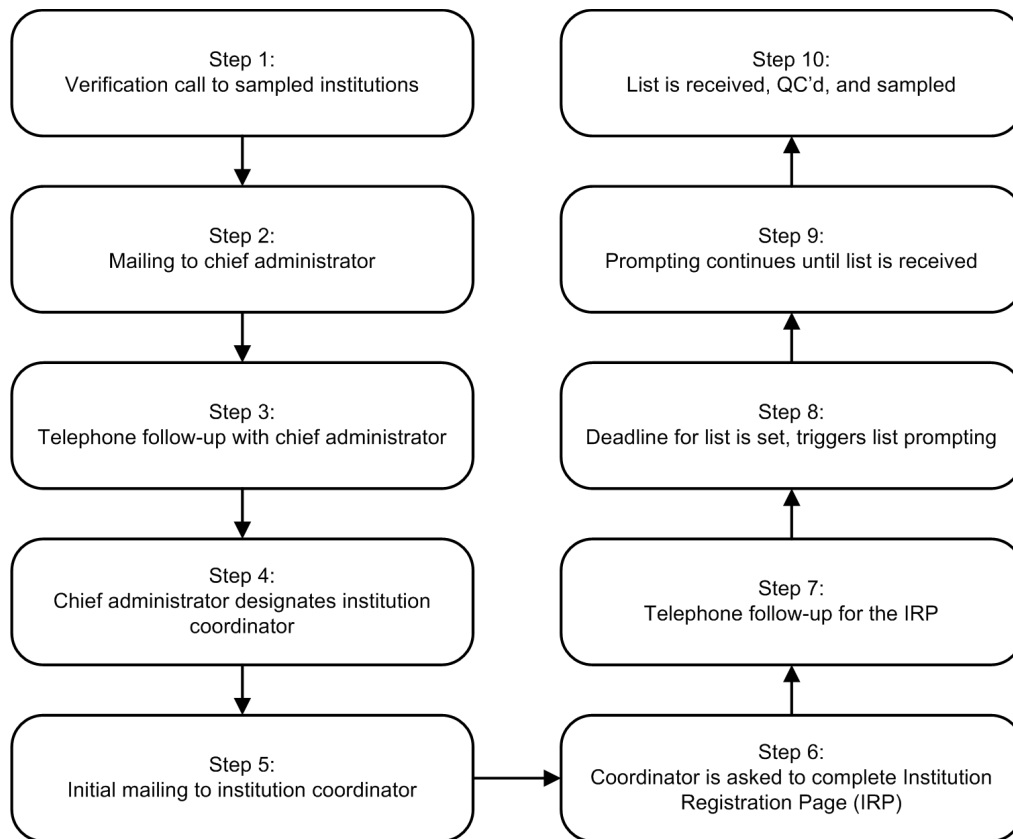 Step 1:
Verification call to sampled institutions
Step 2:
Mailing to chief administrator
Step 3:
Telephone follow-up with chief administrator
Step 4:
Chief administrator designates institution
coordinator
Step 5:
Initial mailing to institution coordinator
Step 6:
Coordinator is asked to complete Institution
Registration Page (IRP)
Step 7:
Telephone follow-up for the IRP
Step 8:
Deadline for list is set, triggers list prompting
Step 9:
Prompting continues until list is received
Step 10:
List is received, QC’d, and sampled